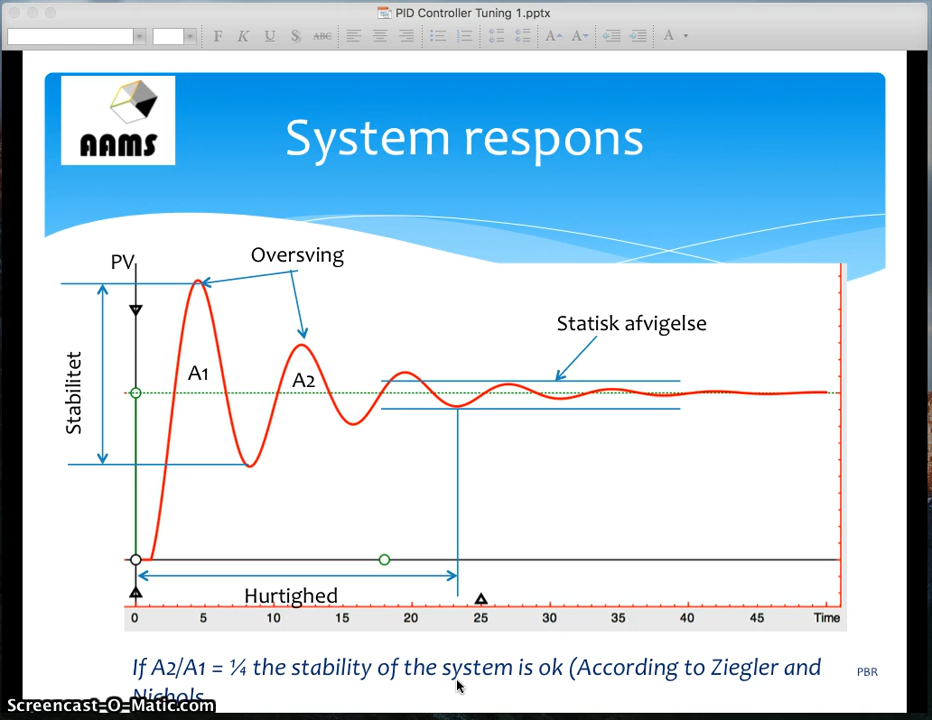 PID Controller Tuning 1.pptx
F K U S ABC A A A
AAMS
System respons
PV
Oversving
Statisk afvigelse
Stabilitet
A1
A2
Hurtighed
0 5 10 15 20 25 30 35 40 45 Time
If A2/A1 = ¼ the stability of the system is ok (According to Ziegler and
Nichols
PBR
Screencast-O-Matic.com